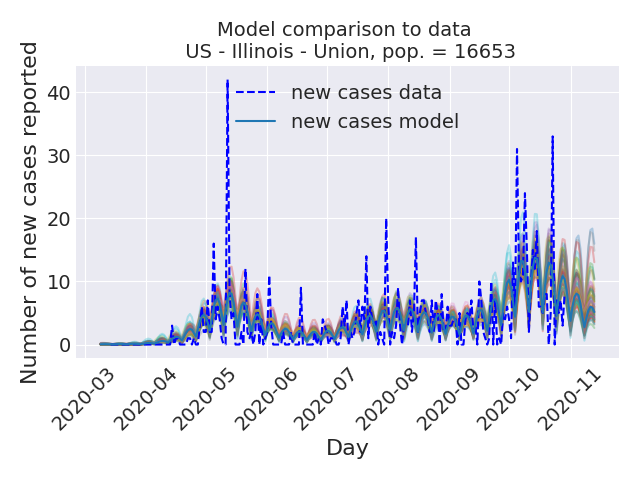 Model comparison to data
US - Illinois - Union, pop. = 16653
Number of new cases reported
40
30
20
10
0
new cases data
new cases model
2020-03
2020-04
2020-05
2020-06
2020-07
2020-08
2020-09
2020-10
2020-11
Day